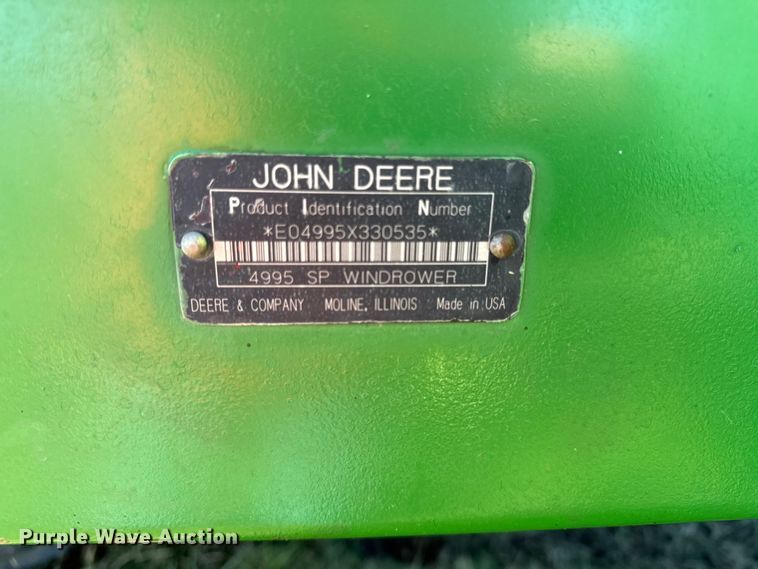 JOHN DEERE
Product Identification Number
*E04995X330535*
4995 SP WINDROWER
DEERE & COMPANY MOLINE, ILLINOIS Made in USA
Purple Wave Auction